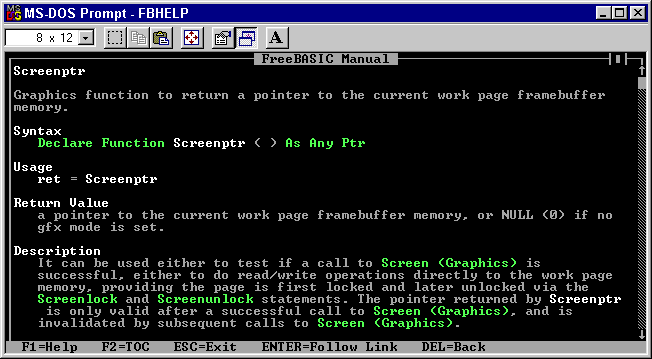 MS-DOS Prompt - FBHELP
8 x 12
A
FreeBASIC Manual
Screenptr
Graphics function to return a pointer to the current work page framebuffer
memory.
Syntax
Declare Function Screenptr ( ) As Any Ptr
Usage
ret = Screenptr
Return Value
a pointer to the current work page framebuffer memory, or NULL (0) if no
gfx mode is set.
Description
It can be used either to test if a call to Screen (Graphics) is
successful, either to do read/write operations directly to the work page
memory, providing the page is first locked and later unlocked via the
Screenlock and Screenunlock statements. The pointer returned by Screenptr
is only valid after a successful call to Screen (Graphics), and is
invalidated by subsequent calls to Screen (Graphics).
F1=Help F2=TOC ESC=Exit ENTER=Follow Link DEL=Back